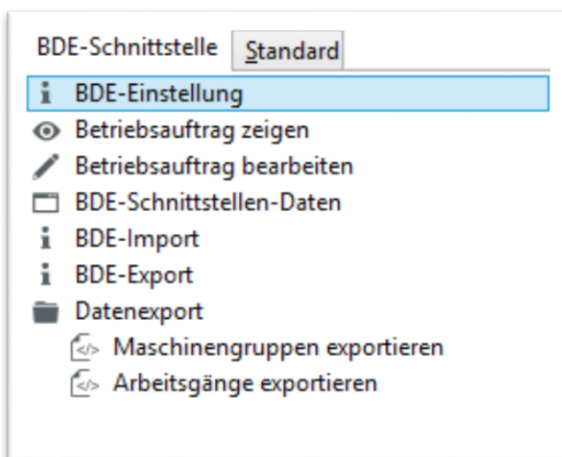 BDE-Schnittstelle Standard
BDE-Einstellung
Betriebsauftrag zeigen
Betriebsauftrag bearbeiten
BDE-Schnittstellen-Daten
BDE-Import
BDE-Export
Datenexport
Maschinengruppen exportieren
Arbeitsgänge exportieren